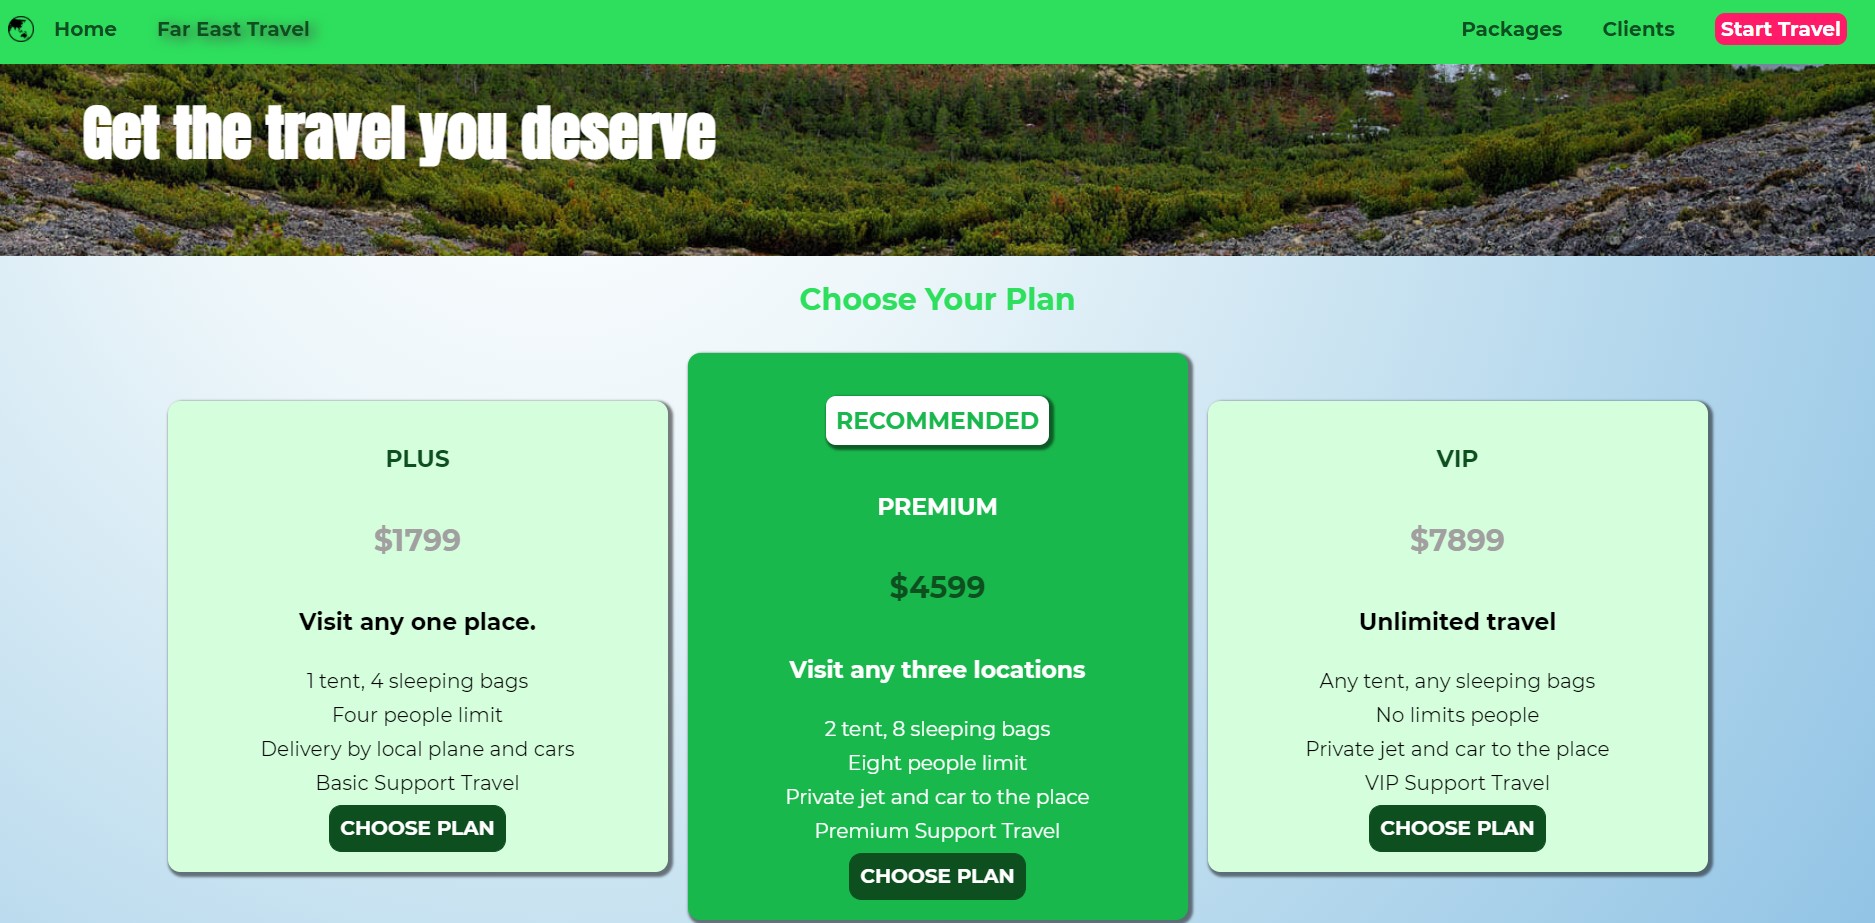 Home Far East Travel Packages Clients Start Travel
Get the travel you deserve
Choose Your Plan
PLUS
$1799
Visit any one place.
1 tent, 4 sleeping bags
Four people limit
Delivery by local plane and cars
Basic Support Travel
CHOOSE PLAN
RECOMMENDED
PREMIUM
$4599
Visit any three locations
2 tent, 8 sleeping bags
Eight people limit
Private jet and car to the place
Premium Support Travel
CHOOSE PLAN
VIP
$7899
Unlimited travel
Any tent, any sleeping bags
No limits people
Private jet and car to the place
VIP Support Travel
CHOOSE PLAN